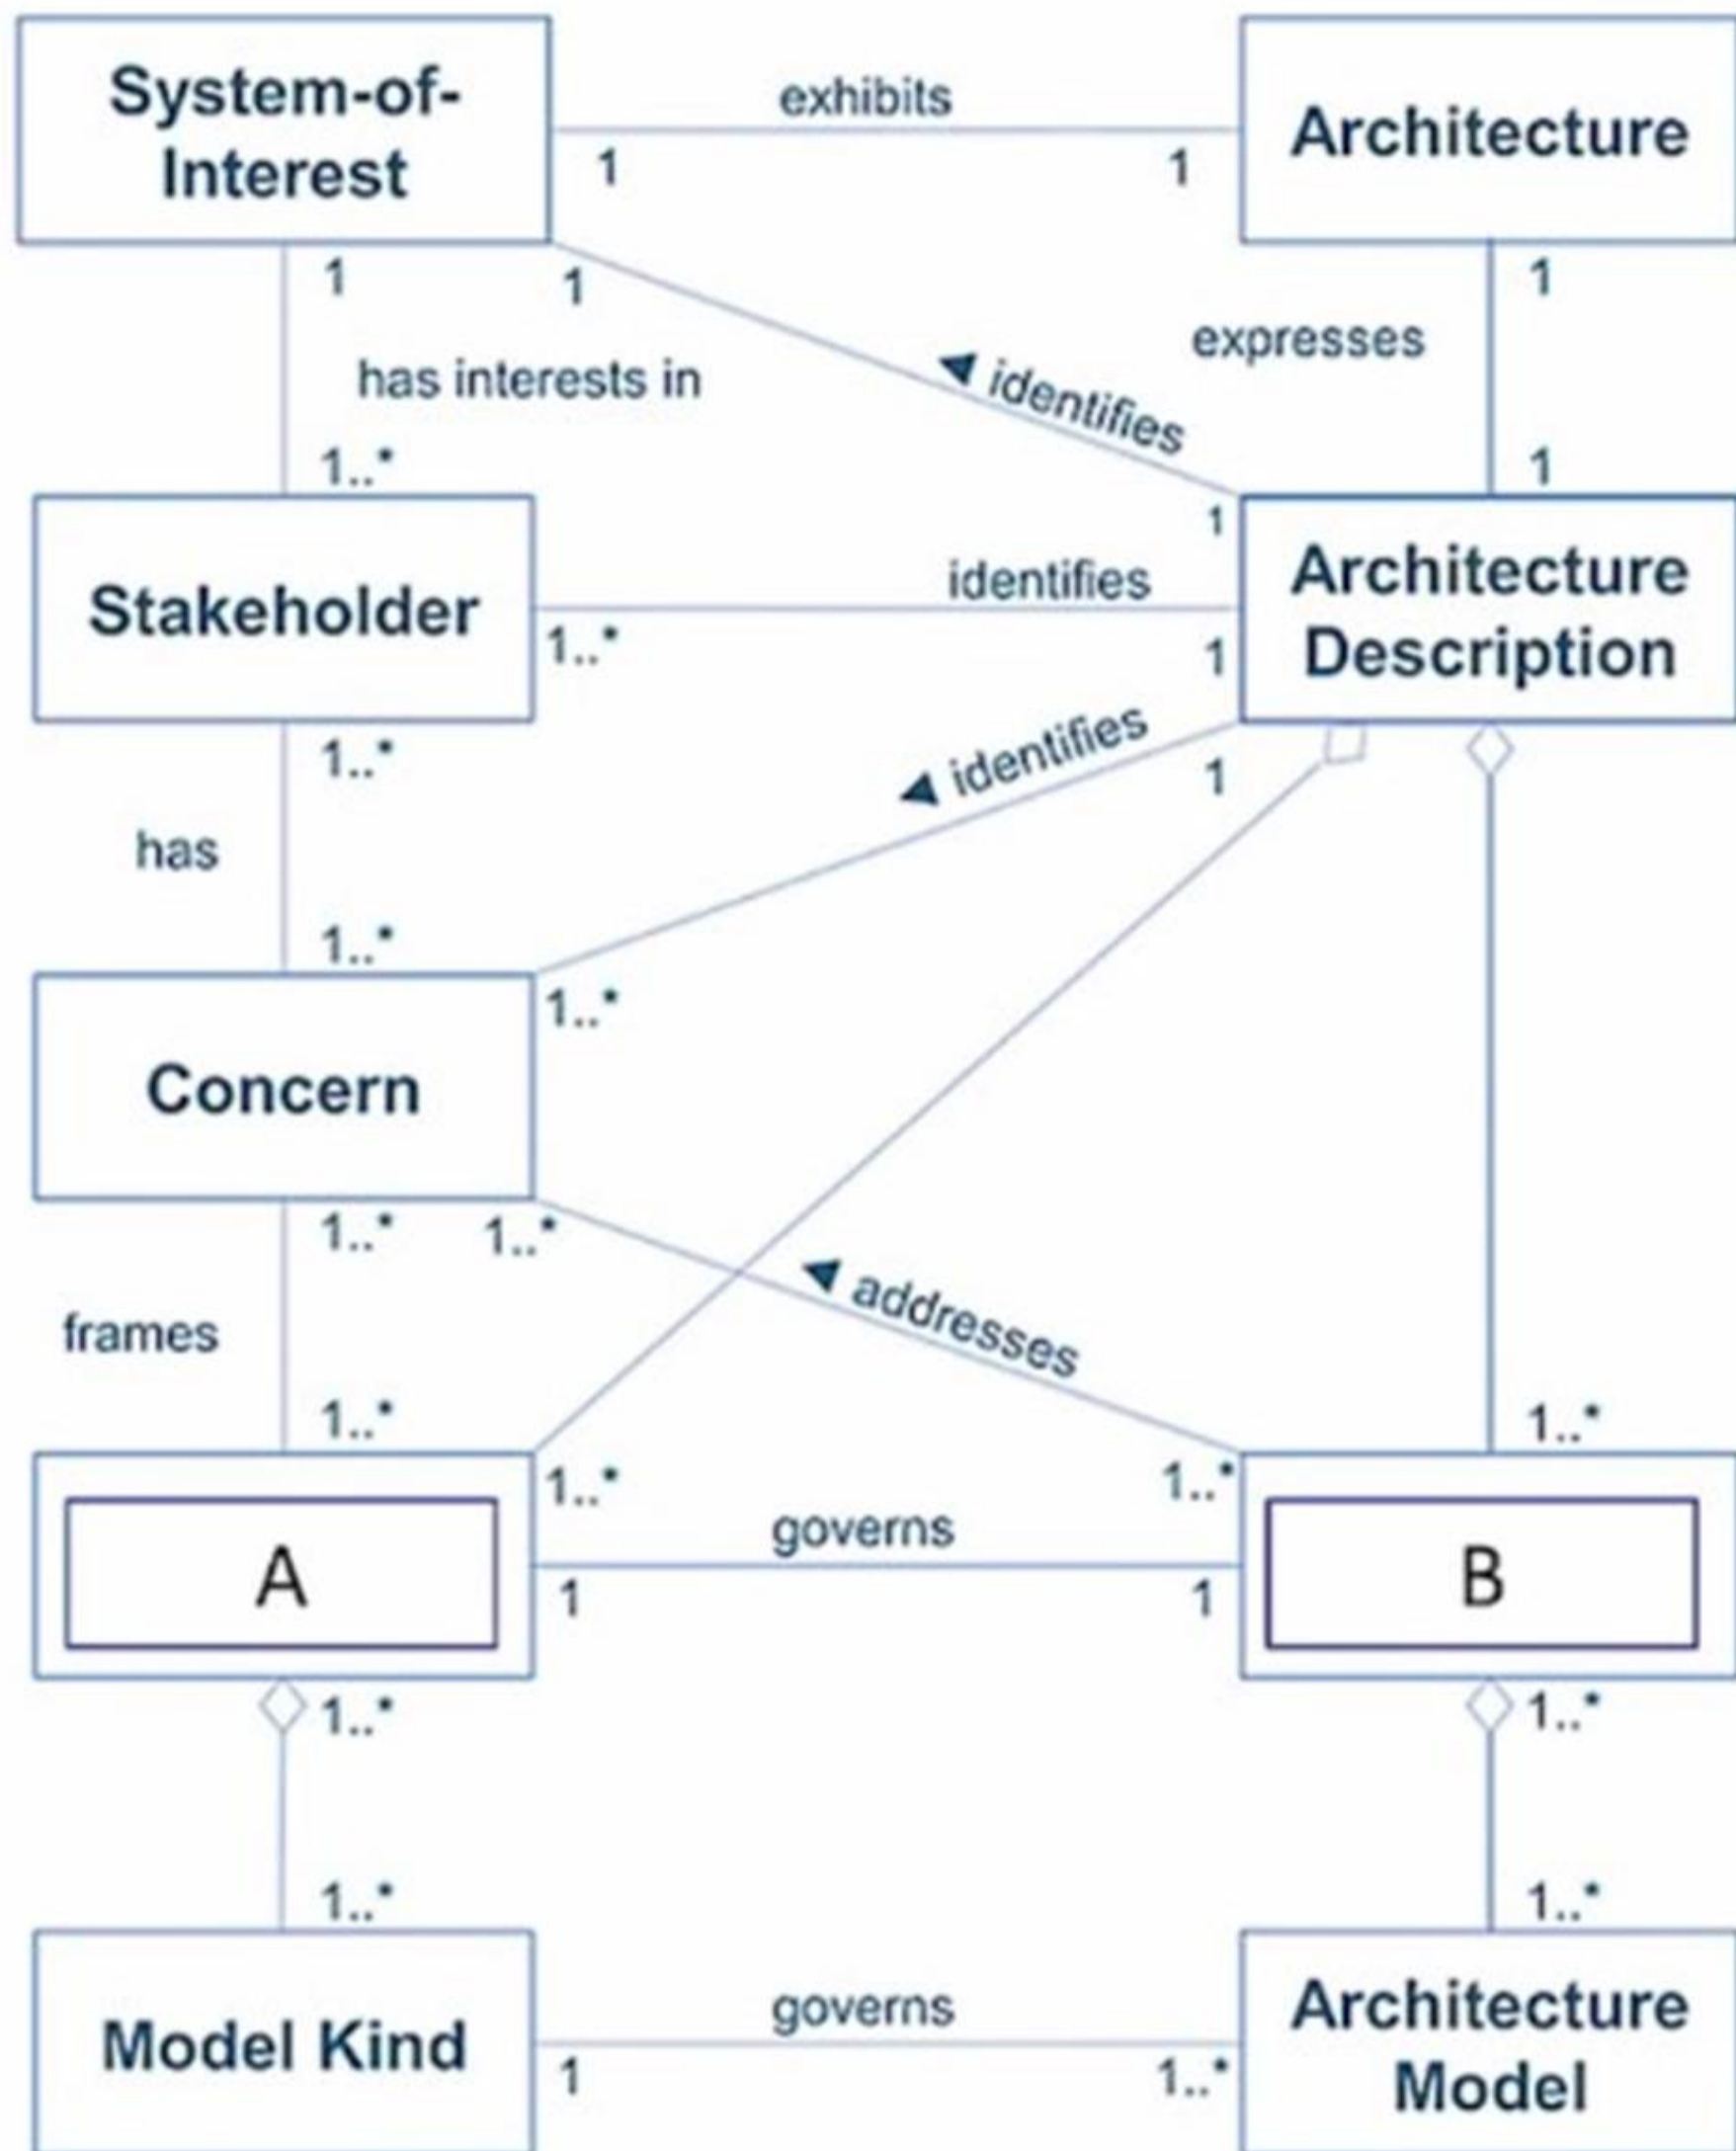 System-of-
Interest
exhibits
1
1
Architecture
1
1
1
has interests in
identifies
expresses
1..*
1
1
Stakeholder
identifies
1..*
1
Architecture
Description
1..*
identifies
1
has
1..*
Concern
1..*
1..*
1..*
addresses
frames
1..*
1..*
1..*
1..*
A
governs
1
1
B
1..*
1..*
1..*
1..*
Model Kind
governs
1
1..*
Architecture
Model